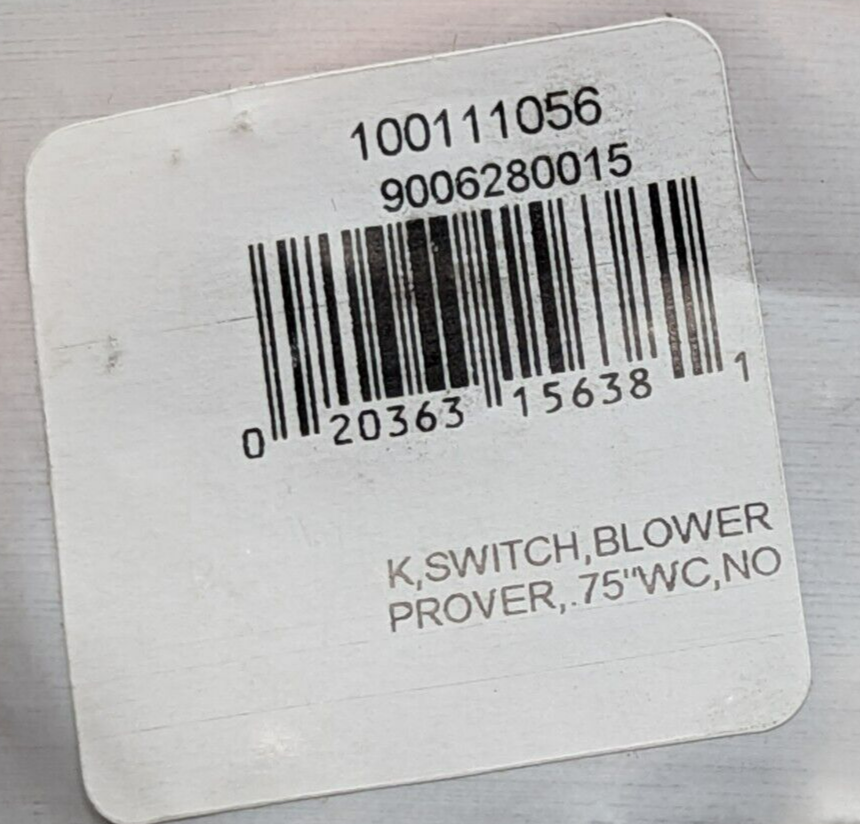 100111056
9006280015
0 20363 15638 1
K,SWITCH,BLOWER
PROVER,.75"WC,NO